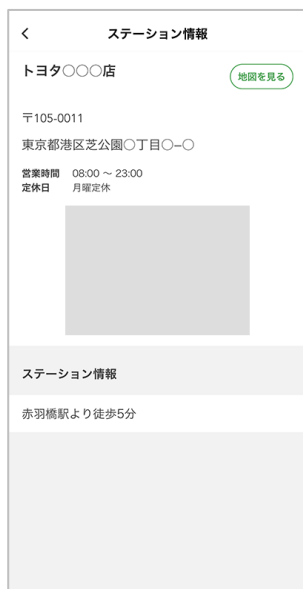 ステーション情報
トヨタ〇〇〇店
地図を見る
〒105-0011
東京都港区芝公園〇丁目〇−〇
営業時間 08:00 〜 23:00
定休日 月曜定休
ステーション情報
赤羽橋駅より徒歩5分